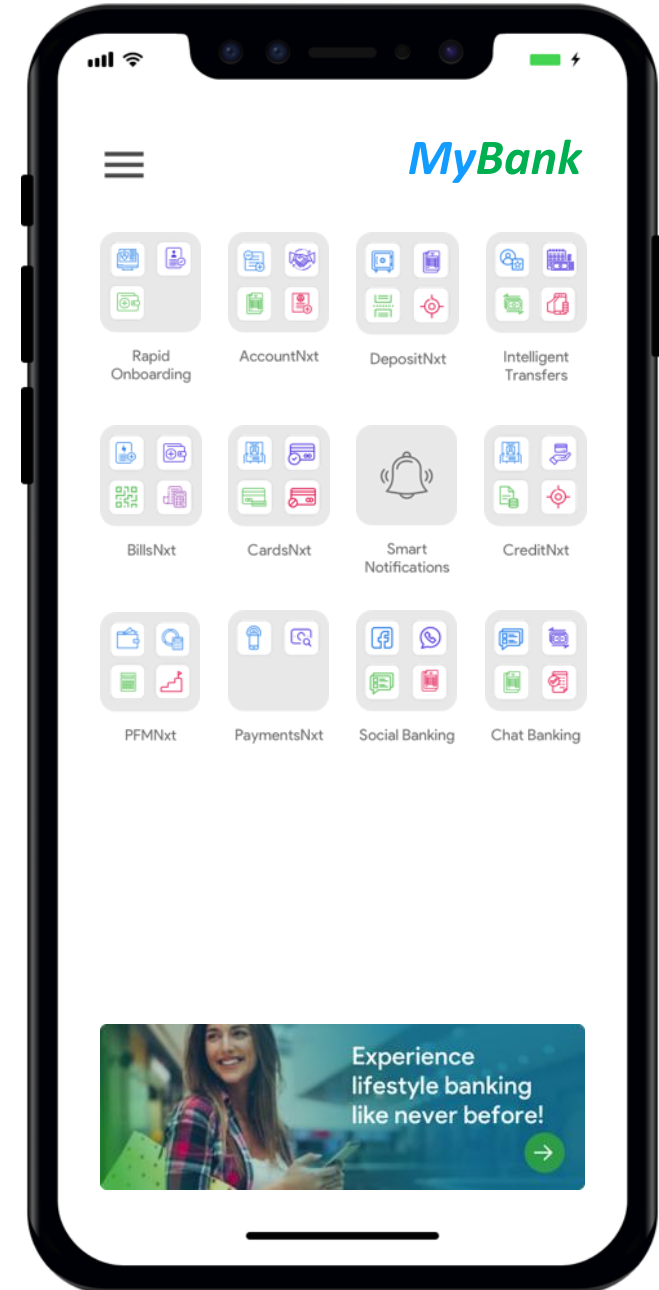 MyBank
Rapid
Onboarding
AccountNxt
DepositNxt
Intelligent
Transfers
BillsNxt
CardsNxt
Smart
Notifications
CreditNxt
PFMNxt
PaymentsNxt
Social Banking
Chat Banking
Experience
lifestyle banking
like never before!